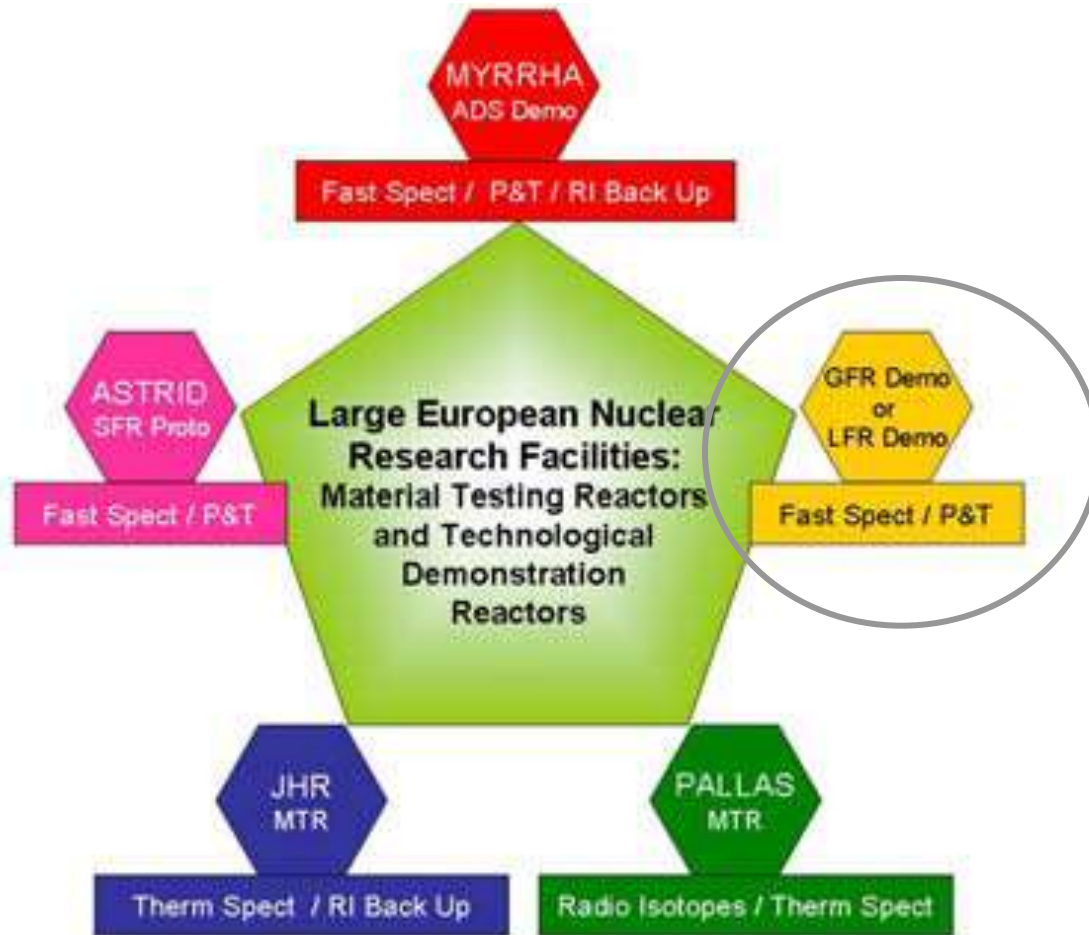 MYRRHA
ADS Demo
Fast Spect / P&T / RI Back Up
ASTRID
SFR Proto
Fast Spect / P&T
Large European Nuclear
Research Facilities:
Material Testing Reactors
and Technological
Demonstration
Reactors
GFR Demo
or
LFR Demo
Fast Spect / P&T
JHR
MTR
Therm Spect / RI Back Up
PALLAS
MTR
Radio Isotopes / Therm Spect